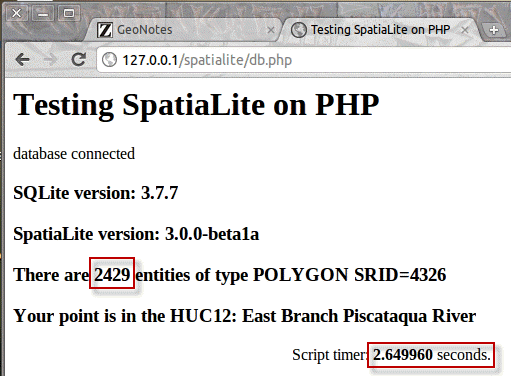 GeoNotes
Testing SpatiaLite on PHP
127.0.0.1/spatialite/db.php
Testing SpatiaLite on PHP
database connected
SQLite version: 3.7.7
SpatiaLite version: 3.0.0-beta1a
There are 2429 entities of type POLYGON SRID=4326
Your point is in the HUC12: East Branch Piscataqua River
Script timer: 2.649960 seconds.